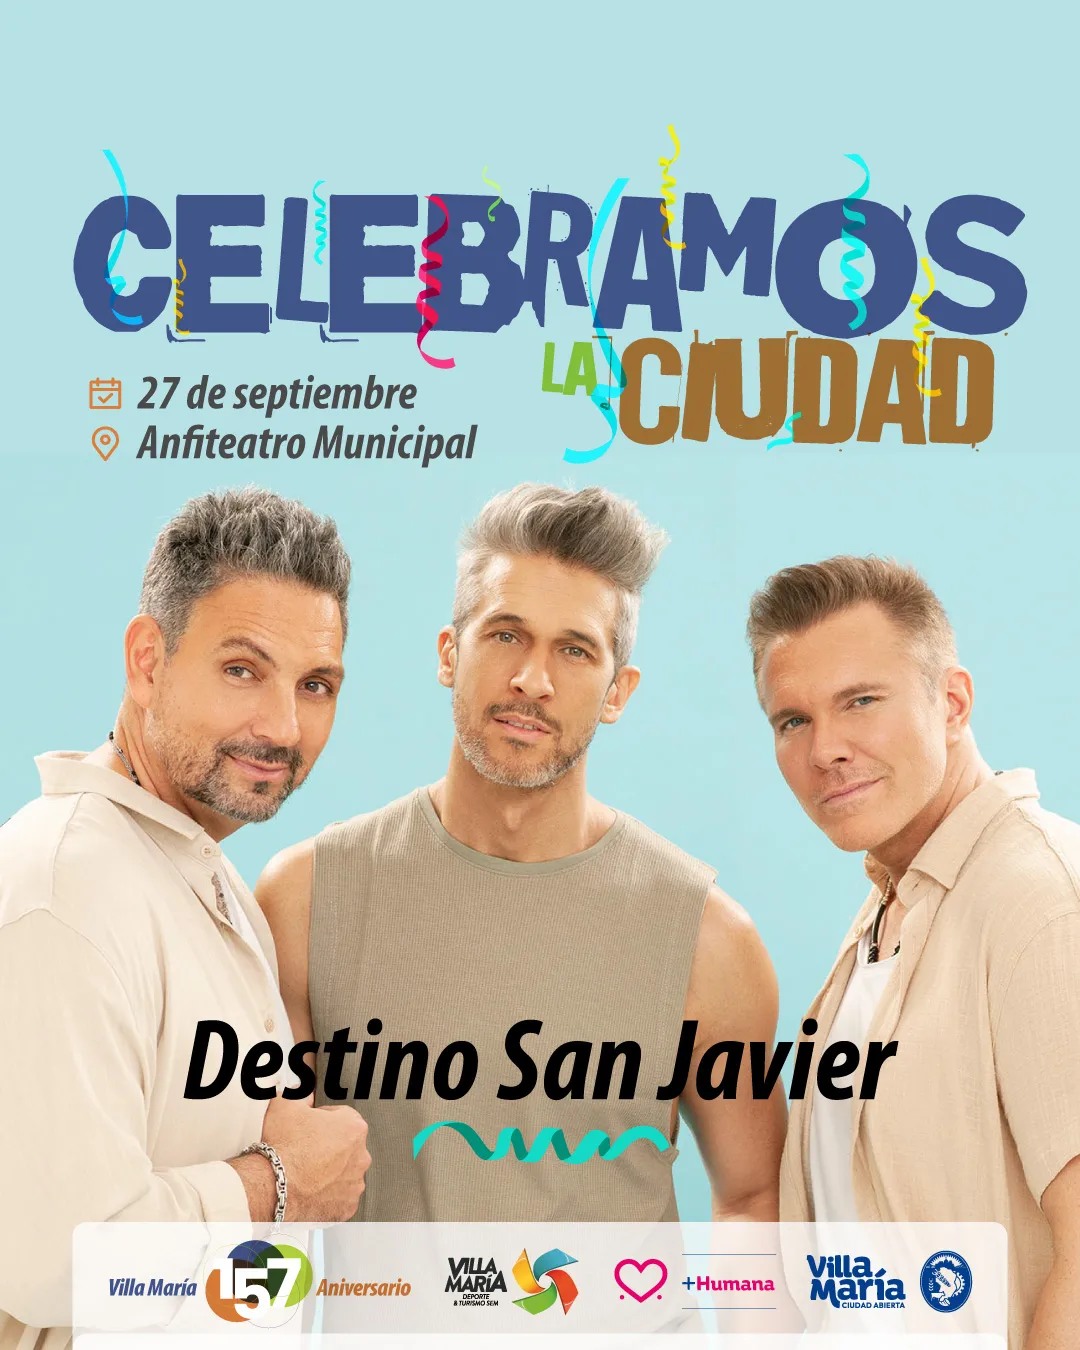 CELEBRAMOS
LA CIUDAD
27 de septiembre
Anfiteatro Municipal
Destino San Javier
Villa María 157 Aniversario
VILLA
MARÍA
DEPORTE
& TURISMO SEM
+Humana
Villa
María
CIUDAD ABIERTA